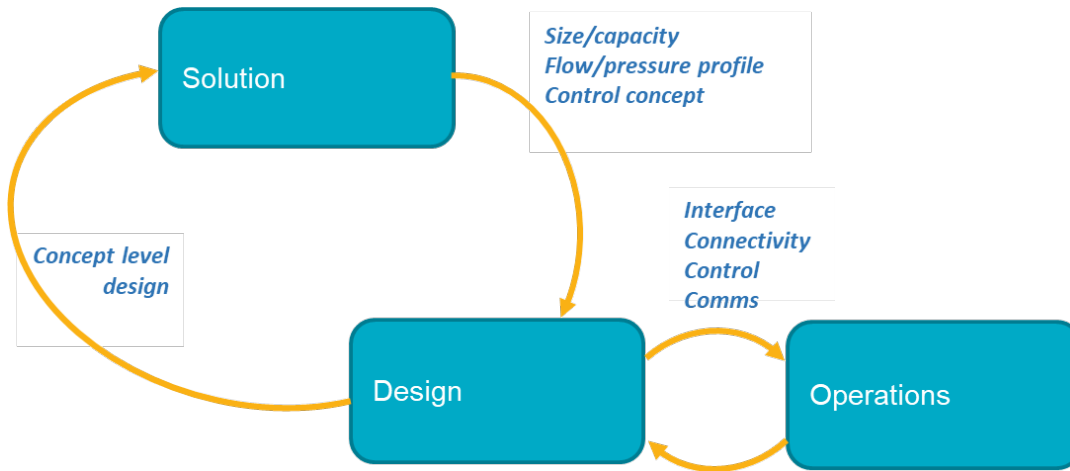 Solution
Size/capacity
Flow/pressure profile
Control concept
Interface
Connectivity
Control
Comms
Concept level
design
Design
Operations